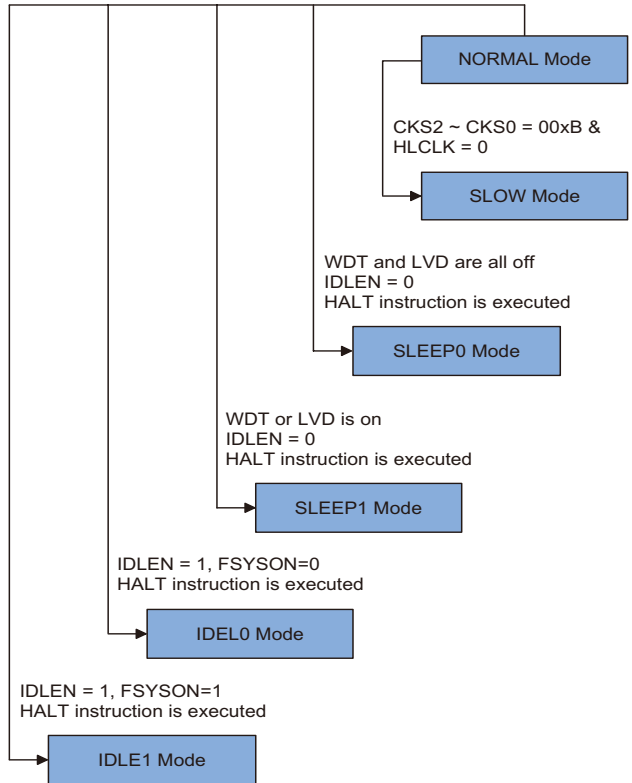 NORMAL Mode
CKS2 ~ CKS0 = 00xB &
HLCLK = 0
SLOW Mode
WDT and LVD are all off
IDLEN = 0
HALT instruction is executed
SLEEP0 Mode
WDT or LVD is on
IDLEN = 0
HALT instruction is executed
SLEEP1 Mode
IDLEN = 1, FSYSON=0
HALT instruction is executed
IDEL0 Mode
IDLEN = 1, FSYSON=1
HALT instruction is executed
IDLE1 Mode